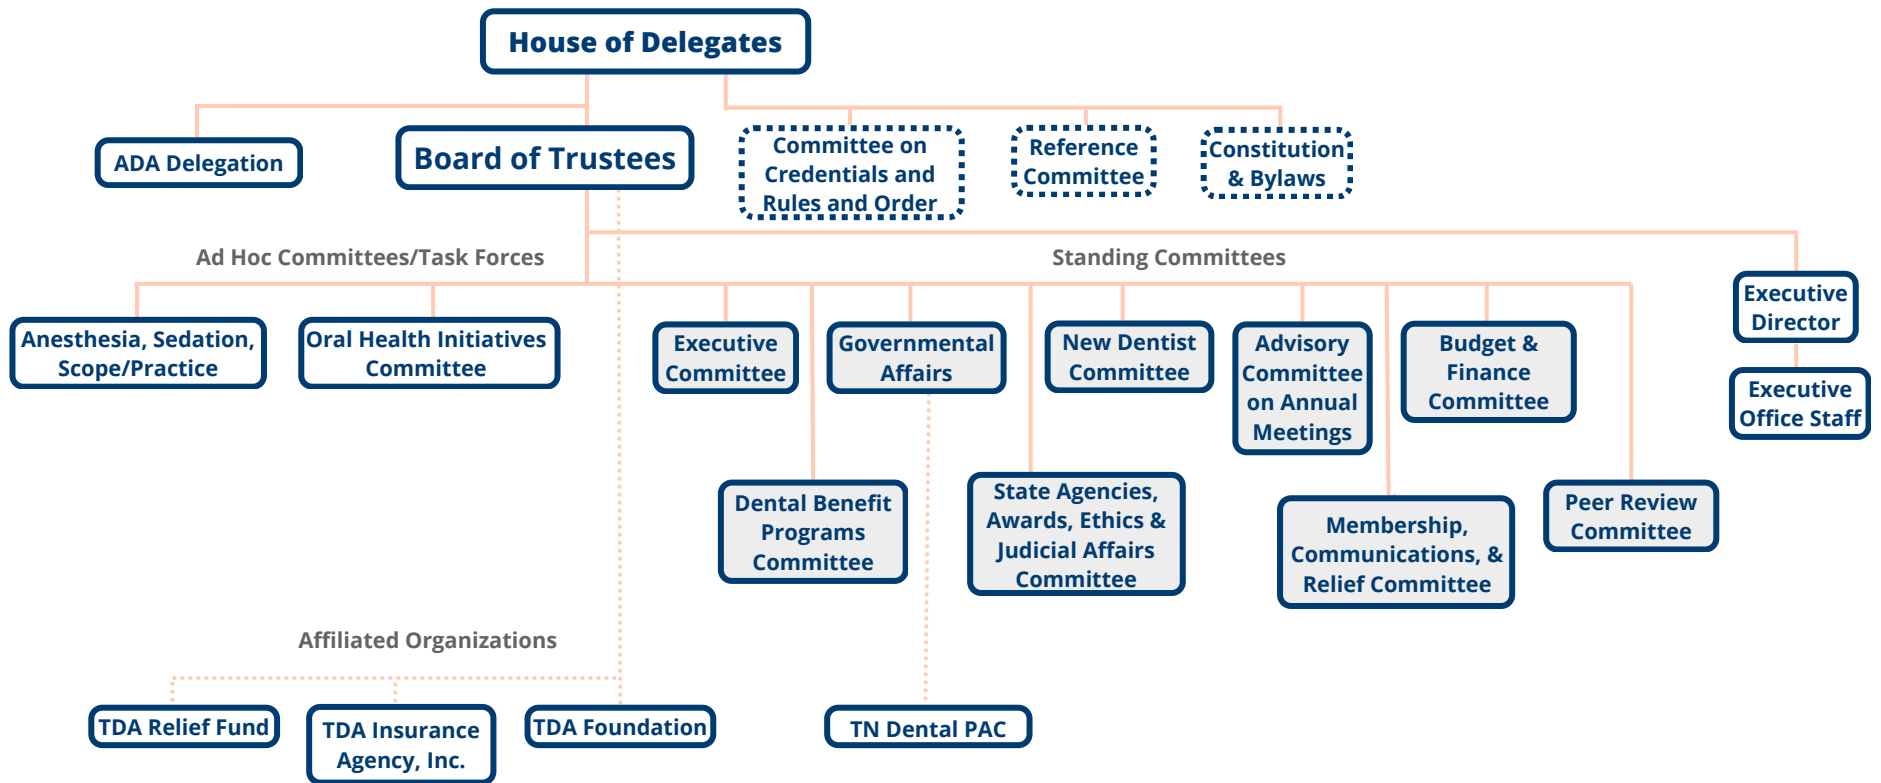 House of Delegates
ADA Delegation
Board of Trustees
Committee on
Credentials and
Rules and Order
Reference
Committee
Constitution
& Bylaws
Ad Hoc Committees/Task Forces
Standing Committees
Anesthesia, Sedation,
Scope/Practice
Oral Health Initiatives
Committee
Executive
Committee
Governmental
Affairs
New Dentist
Committee
Advisory
Committee
on Annual
Meetings
Budget &
Finance
Committee
Executive
Director
Executive
Office Staff
Dental Benefit
Programs
Committee
State Agencies,
Awards, Ethics &
Judicial Affairs
Committee
Membership,
Communications, &
Relief Committee
Peer Review
Committee
Affiliated Organizations
TDA Relief Fund
TDA Insurance
Agency, Inc.
TDA Foundation
TN Dental PAC